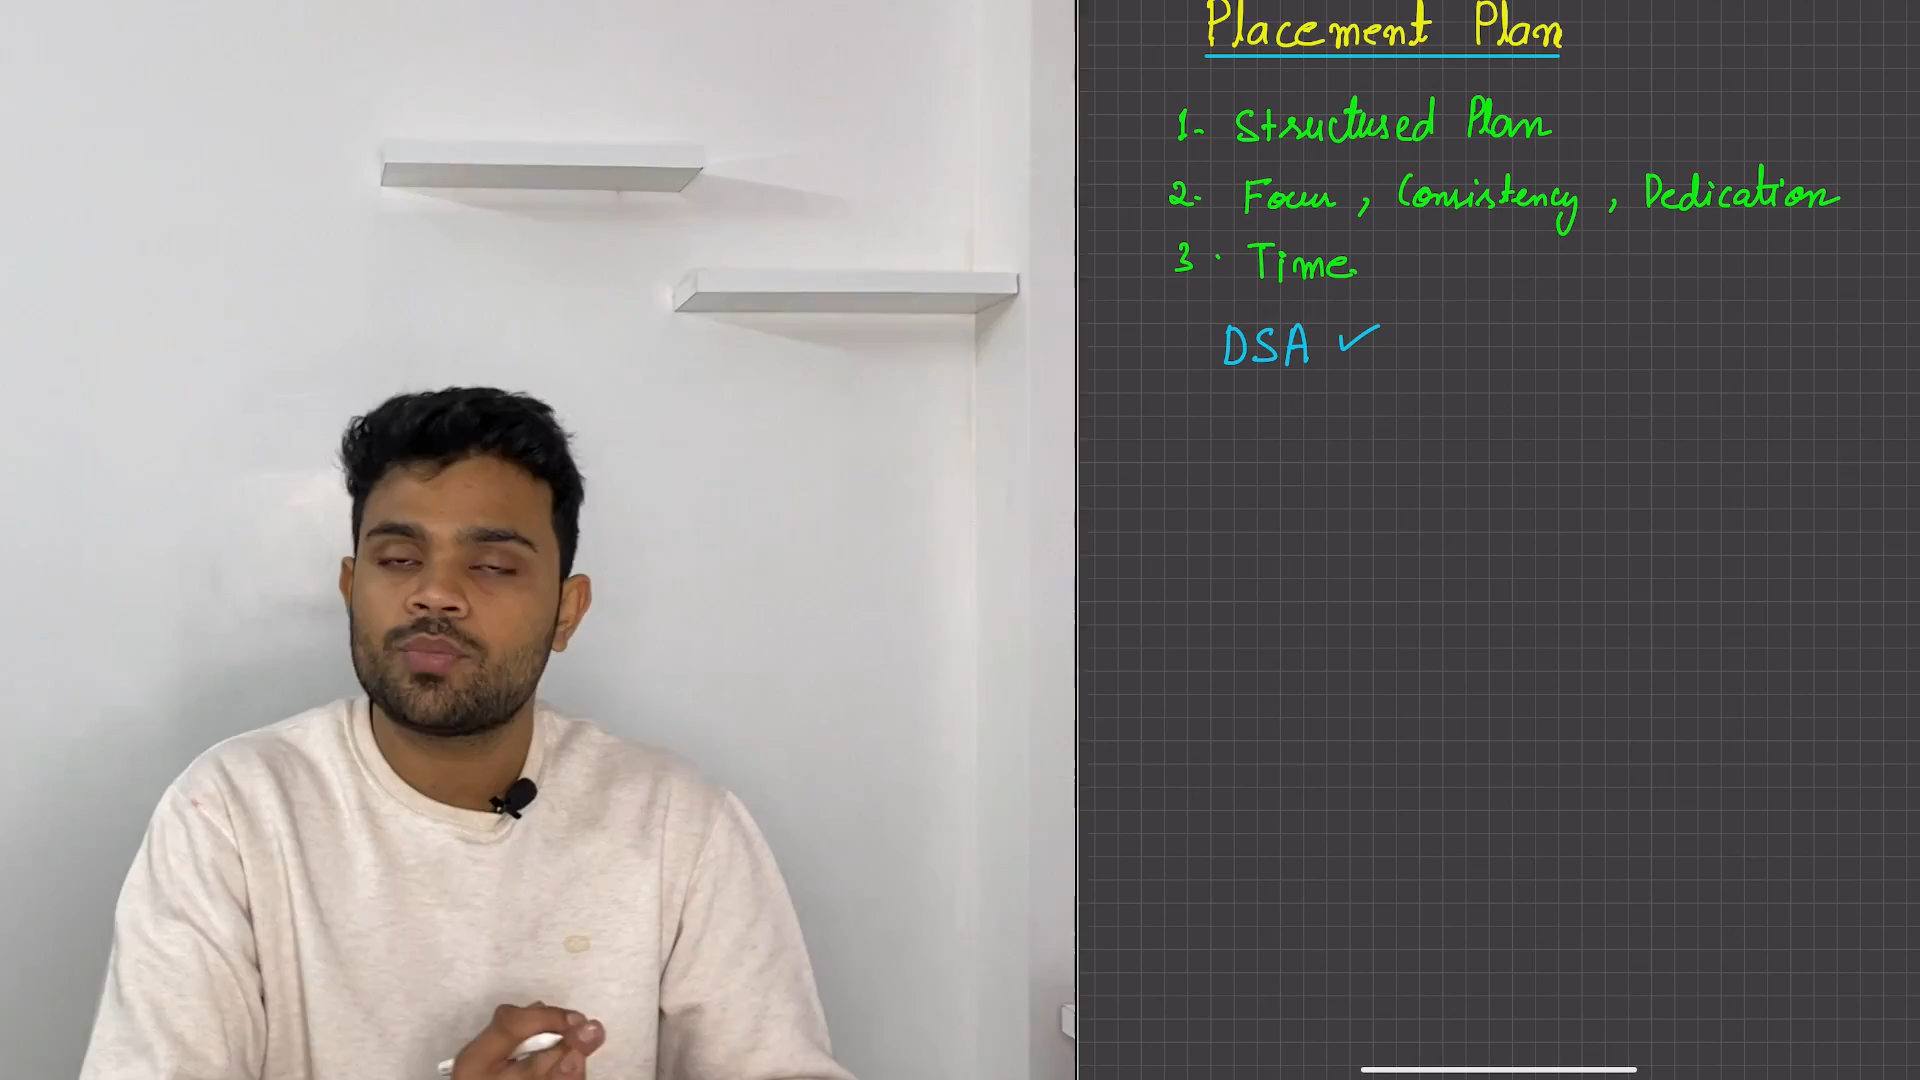 Placement Plan
1- Structured Plan
2- Focus, Consistency, Dedication
3. Time
DSA ✓